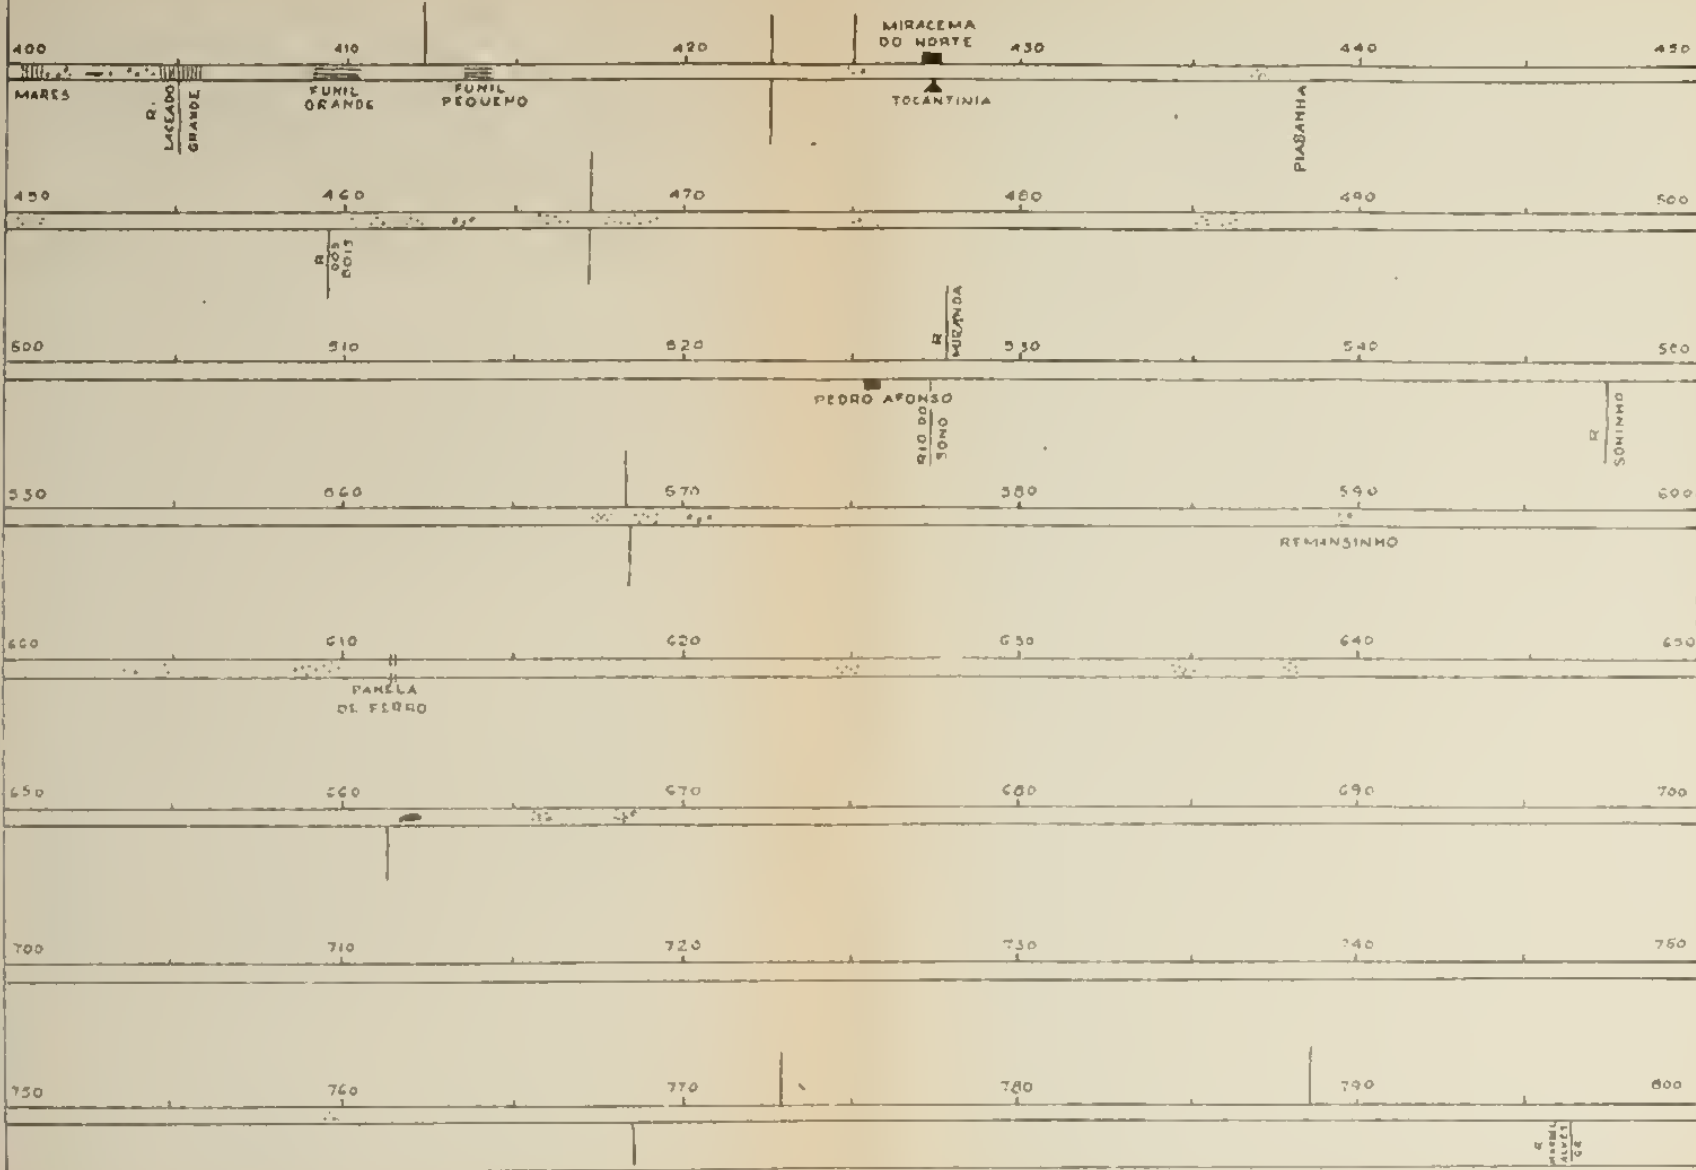 MIRACEMA
DO NORTE
400 410 420 430 440 450
MARES
R. LAGEADO
GRANDE
FUNIL
GRANDE
FUNIL
PEQUENO
TOCANTINIA
PIABANHA
450 460 470 480 490 500
R
DOS
BOIS
R
MIRANDA
500 510 520 530 540 550
PEDRO AFONSO
RIO DO
SONO
R
SONINHO
550 560 570 580 590 600
REMANSINHO
600 610 620 630 640 650
PANELA
DE FERRO
650 660 670 680 690 700
700 710 720 730 740 750
750 760 770 780 790 800
R
MANOEL
ALVES
GR